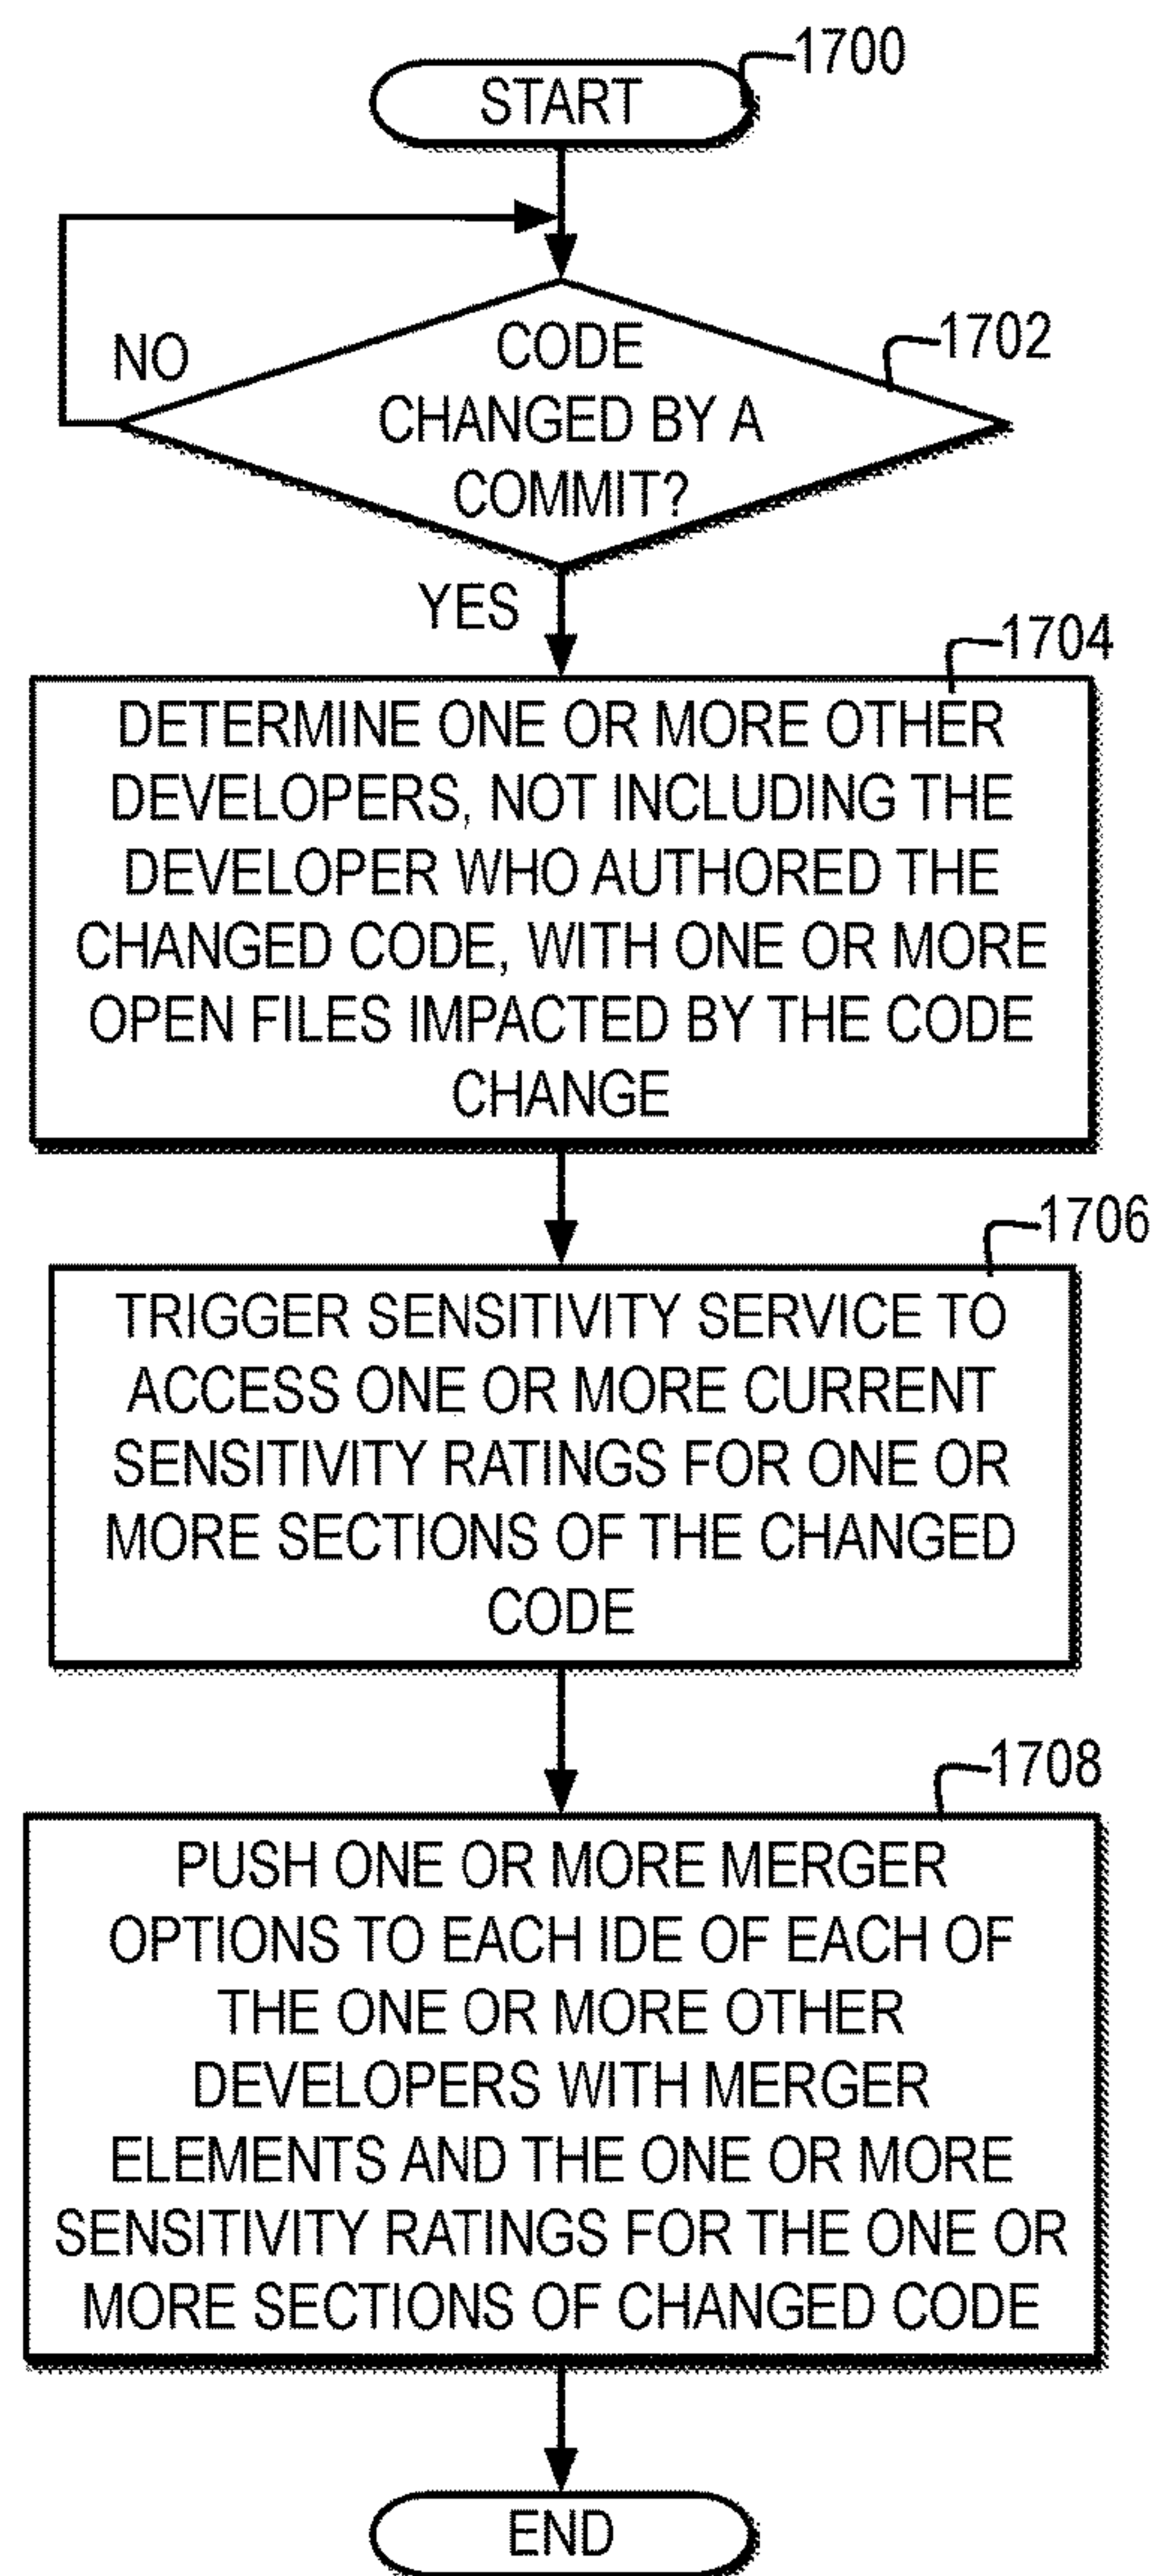 1700
START
1702
CODE
CHANGED BY A
COMMIT?
NO
YES
1704
DETERMINE ONE OR MORE OTHER
DEVELOPERS, NOT INCLUDING THE
DEVELOPER WHO AUTHORED THE
CHANGED CODE, WITH ONE OR MORE
OPEN FILES IMPACTED BY THE CODE
CHANGE
1706
TRIGGER SENSITIVITY SERVICE TO
ACCESS ONE OR MORE CURRENT
SENSITIVITY RATINGS FOR ONE OR
MORE SECTIONS OF THE CHANGED
CODE
1708
PUSH ONE OR MORE MERGER
OPTIONS TO EACH IDE OF EACH OF
THE ONE OR MORE OTHER
DEVELOPERS WITH MERGER
ELEMENTS AND THE ONE OR MORE
SENSITIVITY RATINGS FOR THE ONE OR
MORE SECTIONS OF CHANGED CODE
END